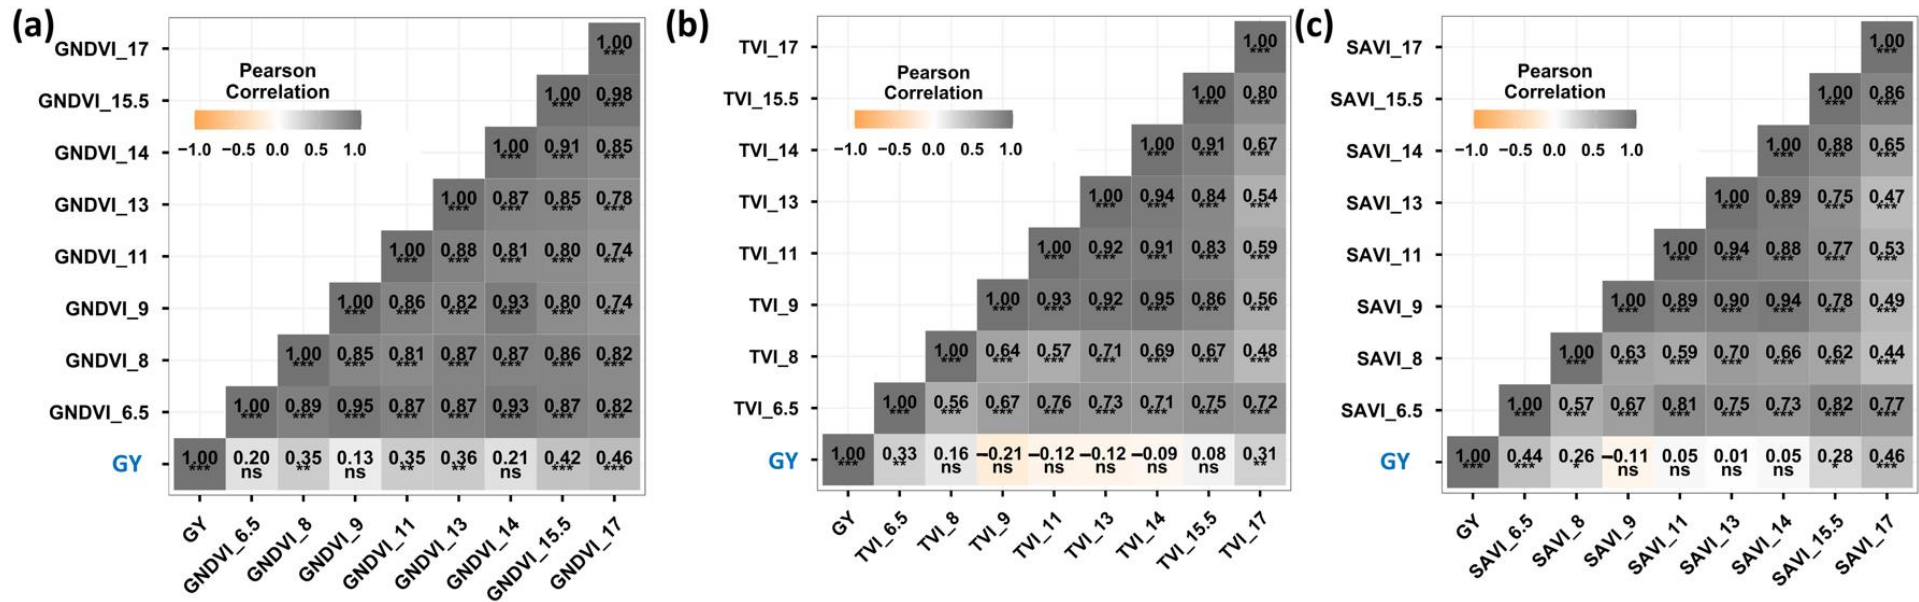 (a)
GNDVI_17
1.00
***
Pearson
Correlation
−1.0 −0.5 0.0 0.5 1.0
GNDVI_15.5
1.00 0.98
*** ***
GNDVI_14
1.00 0.91 0.85
*** *** ***
GNDVI_13
1.00 0.87 0.85 0.78
*** *** *** ***
GNDVI_11
1.00 0.88 0.81 0.80 0.74
*** *** *** *** ***
GNDVI_9
1.00 0.86 0.82 0.93 0.80 0.74
*** *** *** *** *** ***
GNDVI_8
1.00 0.85 0.81 0.87 0.87 0.86 0.82
*** *** *** *** *** *** ***
GNDVI_6.5
1.00 0.89 0.95 0.87 0.87 0.93 0.87 0.82
*** *** *** *** *** *** *** ***
GY
1.00 0.20 0.35 0.13 0.35 0.36 0.21 0.42 0.46
*** ns ** ns ** ** ns *** ***
GY GNDVI_6.5 GNDVI_8 GNDVI_9 GNDVI_11 GNDVI_13 GNDVI_14 GNDVI_15.5 GNDVI_17
(b)
TVI_17
1.00
***
Pearson
Correlation
−1.0 −0.5 0.0 0.5 1.0
TVI_15.5
1.00 0.80
*** ***
TVI_14
1.00 0.91 0.67
*** *** ***
TVI_13
1.00 0.94 0.84 0.54
*** *** *** ***
TVI_11
1.00 0.92 0.91 0.83 0.59
*** *** *** *** ***
TVI_9
1.00 0.93 0.92 0.95 0.86 0.56
*** *** *** *** *** ***
TVI_8
1.00 0.64 0.57 0.71 0.69 0.67 0.48
*** *** *** *** *** *** ***
TVI_6.5
1.00 0.56 0.67 0.76 0.73 0.71 0.75 0.72
*** *** *** *** *** *** *** ***
GY
1.00 0.33 0.16 −0.21 −0.12 −0.12 −0.09 0.08 0.31
*** ** ns ns ns ns ns ns **
GY TVI_6.5 TVI_8 TVI_9 TVI_11 TVI_13 TVI_14 TVI_15.5 TVI_17
(c)
SAVI_17
1.00
***
Pearson
Correlation
−1.0 −0.5 0.0 0.5 1.0
SAVI_15.5
1.00 0.86
*** ***
SAVI_14
1.00 0.88 0.65
*** *** ***
SAVI_13
1.00 0.89 0.75 0.47
*** *** *** ***
SAVI_11
1.00 0.94 0.88 0.77 0.53
*** *** *** *** ***
SAVI_9
1.00 0.89 0.90 0.94 0.78 0.49
*** *** *** *** *** ***
SAVI_8
1.00 0.63 0.59 0.70 0.66 0.62 0.44
*** *** *** *** *** *** ***
SAVI_6.5
1.00 0.57 0.67 0.81 0.75 0.73 0.82 0.77
*** *** *** *** *** *** *** ***
GY
1.00 0.44 0.26 −0.11 0.05 0.01 0.05 0.28 0.46
*** *** * ns ns ns ns * ***
GY SAVI_6.5 SAVI_8 SAVI_9 SAVI_11 SAVI_13 SAVI_14 SAVI_15.5 SAVI_17